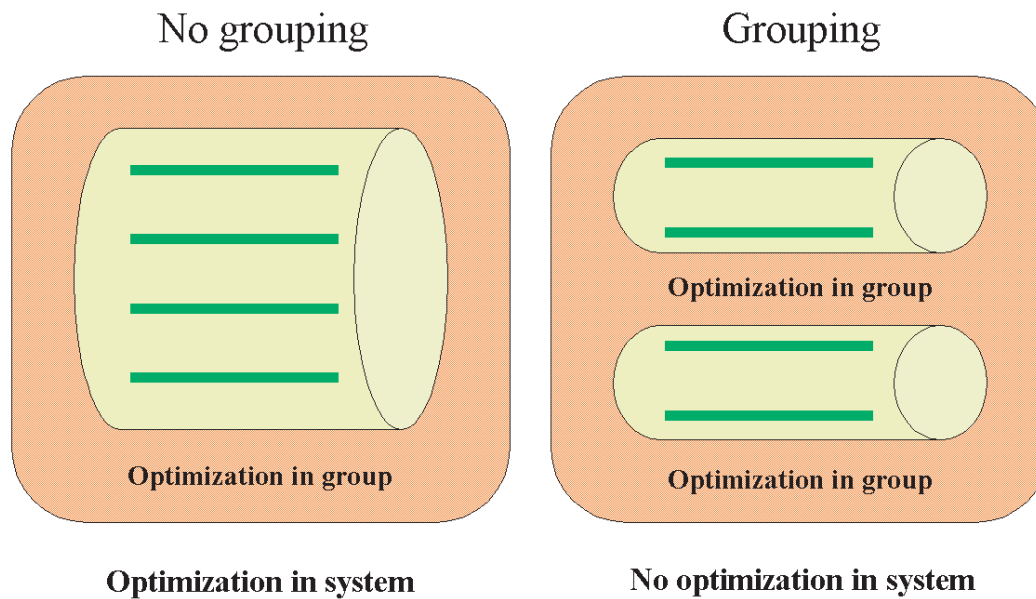 No grouping
Grouping
Optimization in group
Optimization in group
Optimization in group
Optimization in system
No optimization in system